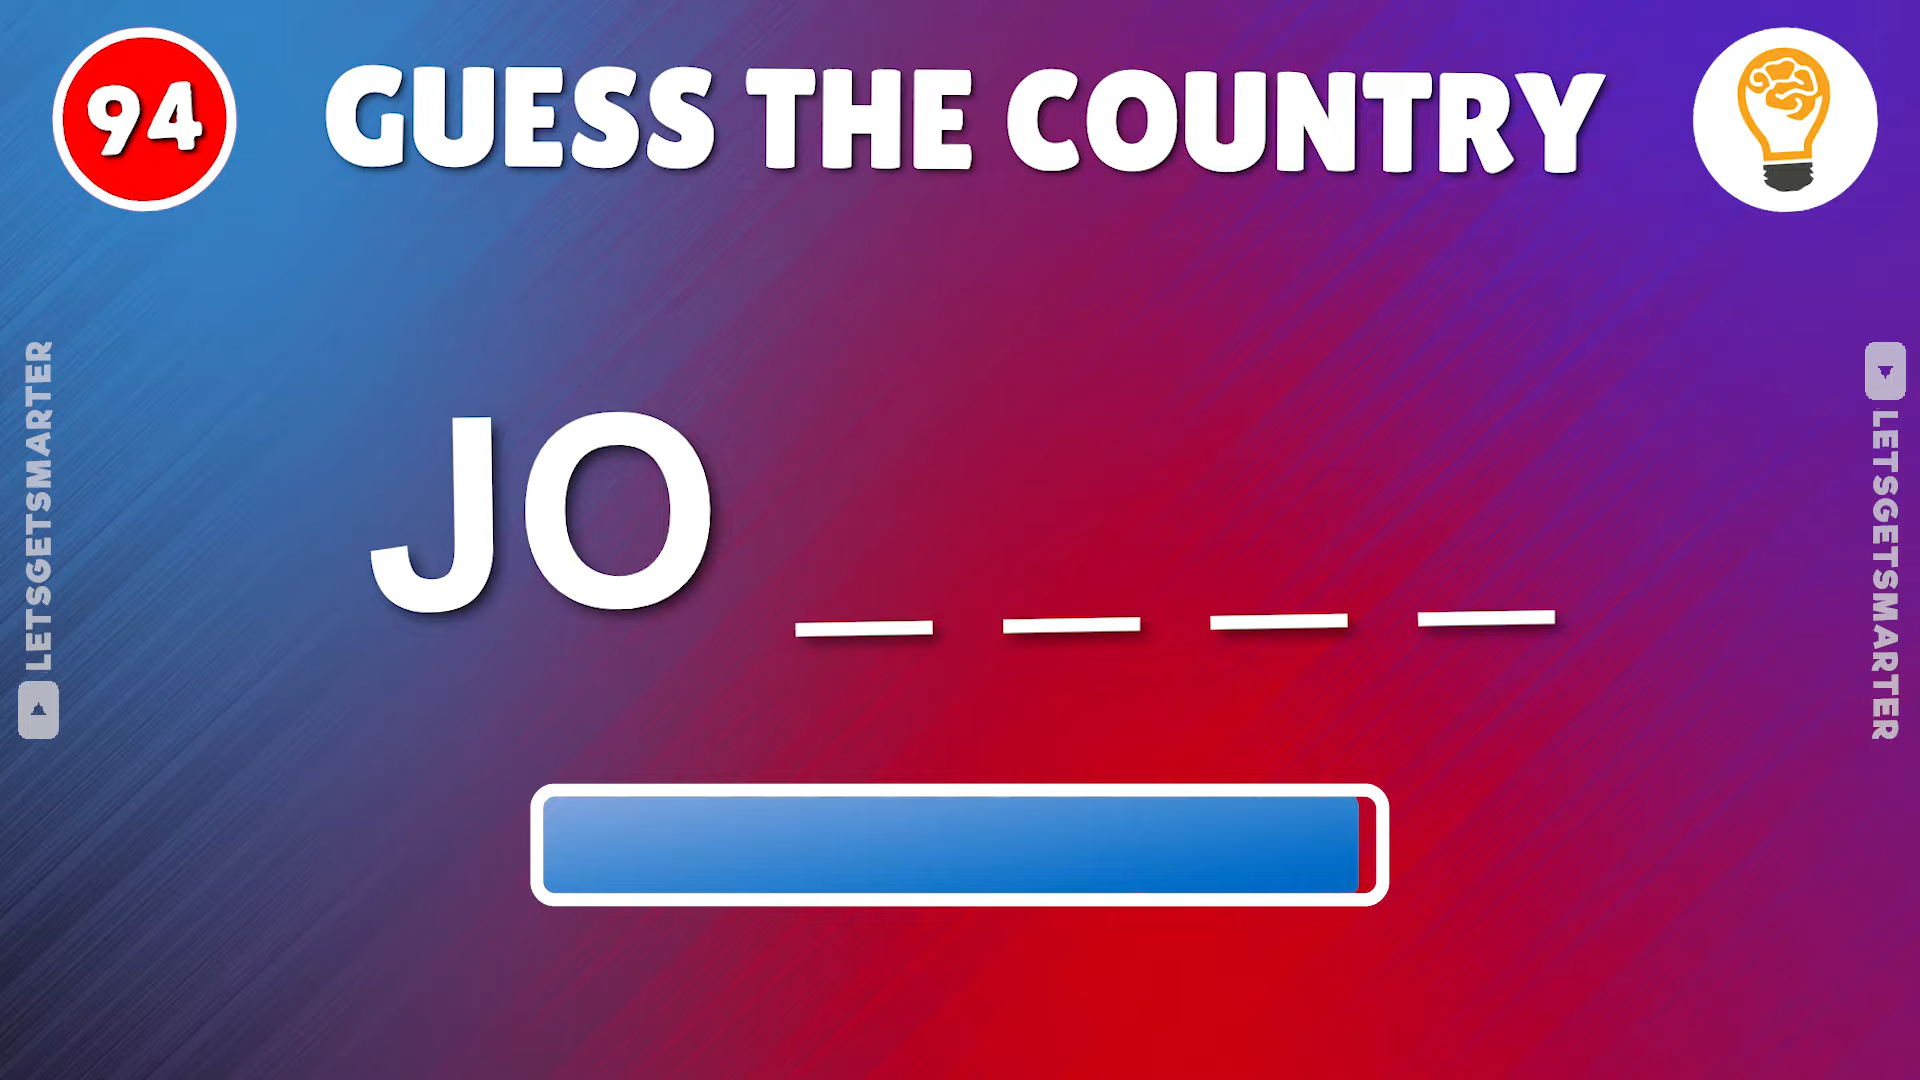 94
GUESS THE COUNTRY
LETSGETSMARTER
JO _ _ _ _
LETSGETSMARTER